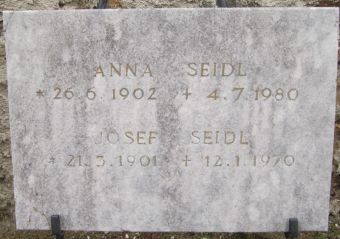 ANNA SEIDL
* 26.6.1902 + 4.7.1980
JOSEF SEIDL
* 21.3.1901 + 12.1.1970